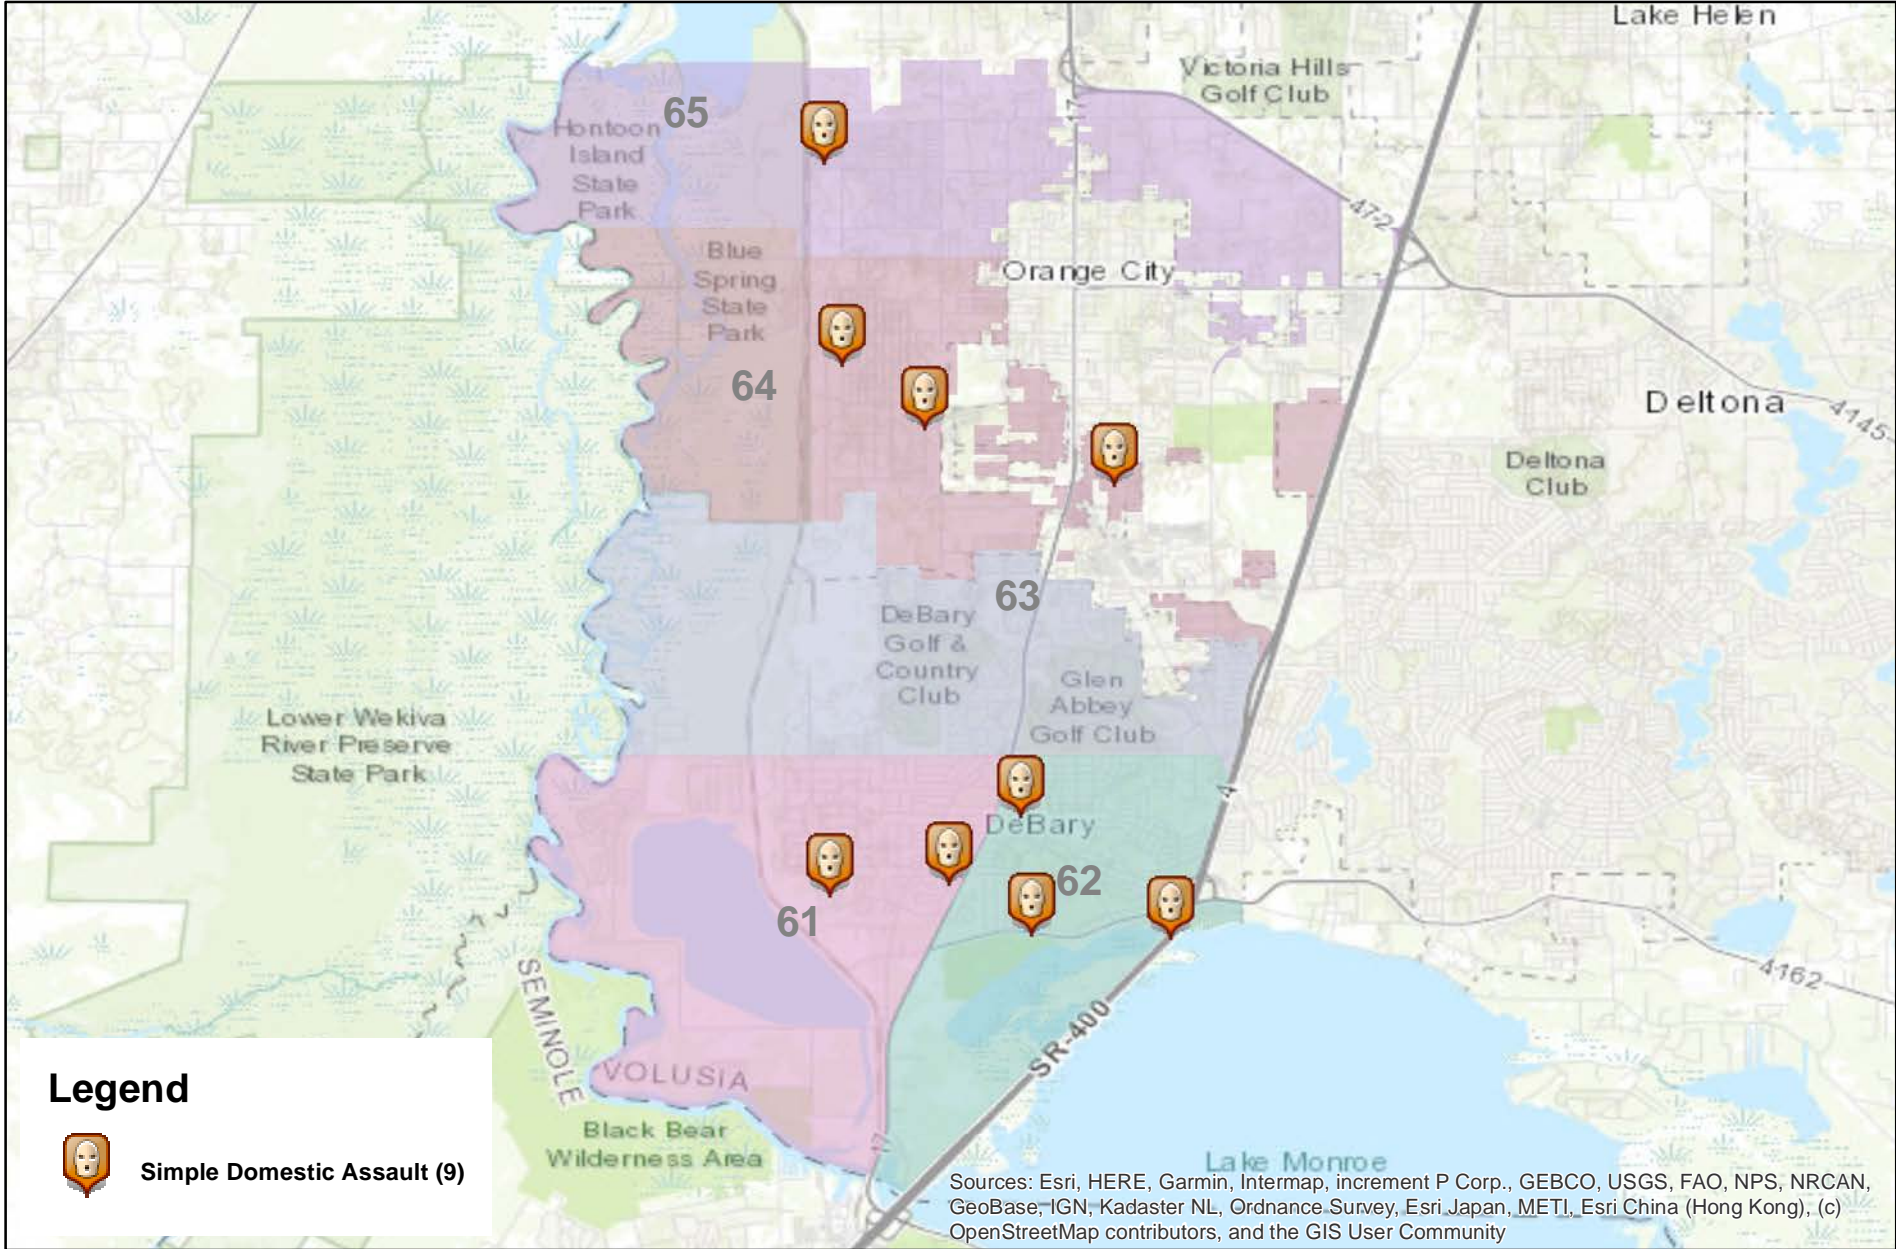 Lake Helen
Victoria Hills
Golf Club
17
65
Hontoon
Island
State
Park
472
Blue
Spring
State
Park
Orange City
64
Deltona
4145
Deltona
Club
63
DeBary
Golf &
Country
Club
Glen
Abbey
Golf Club
Lower Wekiva
River Preserve
State Park
4
DeBary
62
61
4162
SEMINOLE
SR-400
VOLUSIA
Black Bear
Wilderness Area
17
Lake Monroe
Legend
Simple Domestic Assault (9)
Sources: Esri, HERE, Garmin, Intermap, increment P Corp., GEBCO, USGS, FAO, NPS, NRCAN,
GeoBase, IGN, Kadaster NL, Ordnance Survey, Esri Japan, METI, Esri China (Hong Kong), (c)
OpenStreetMap contributors, and the GIS User Community